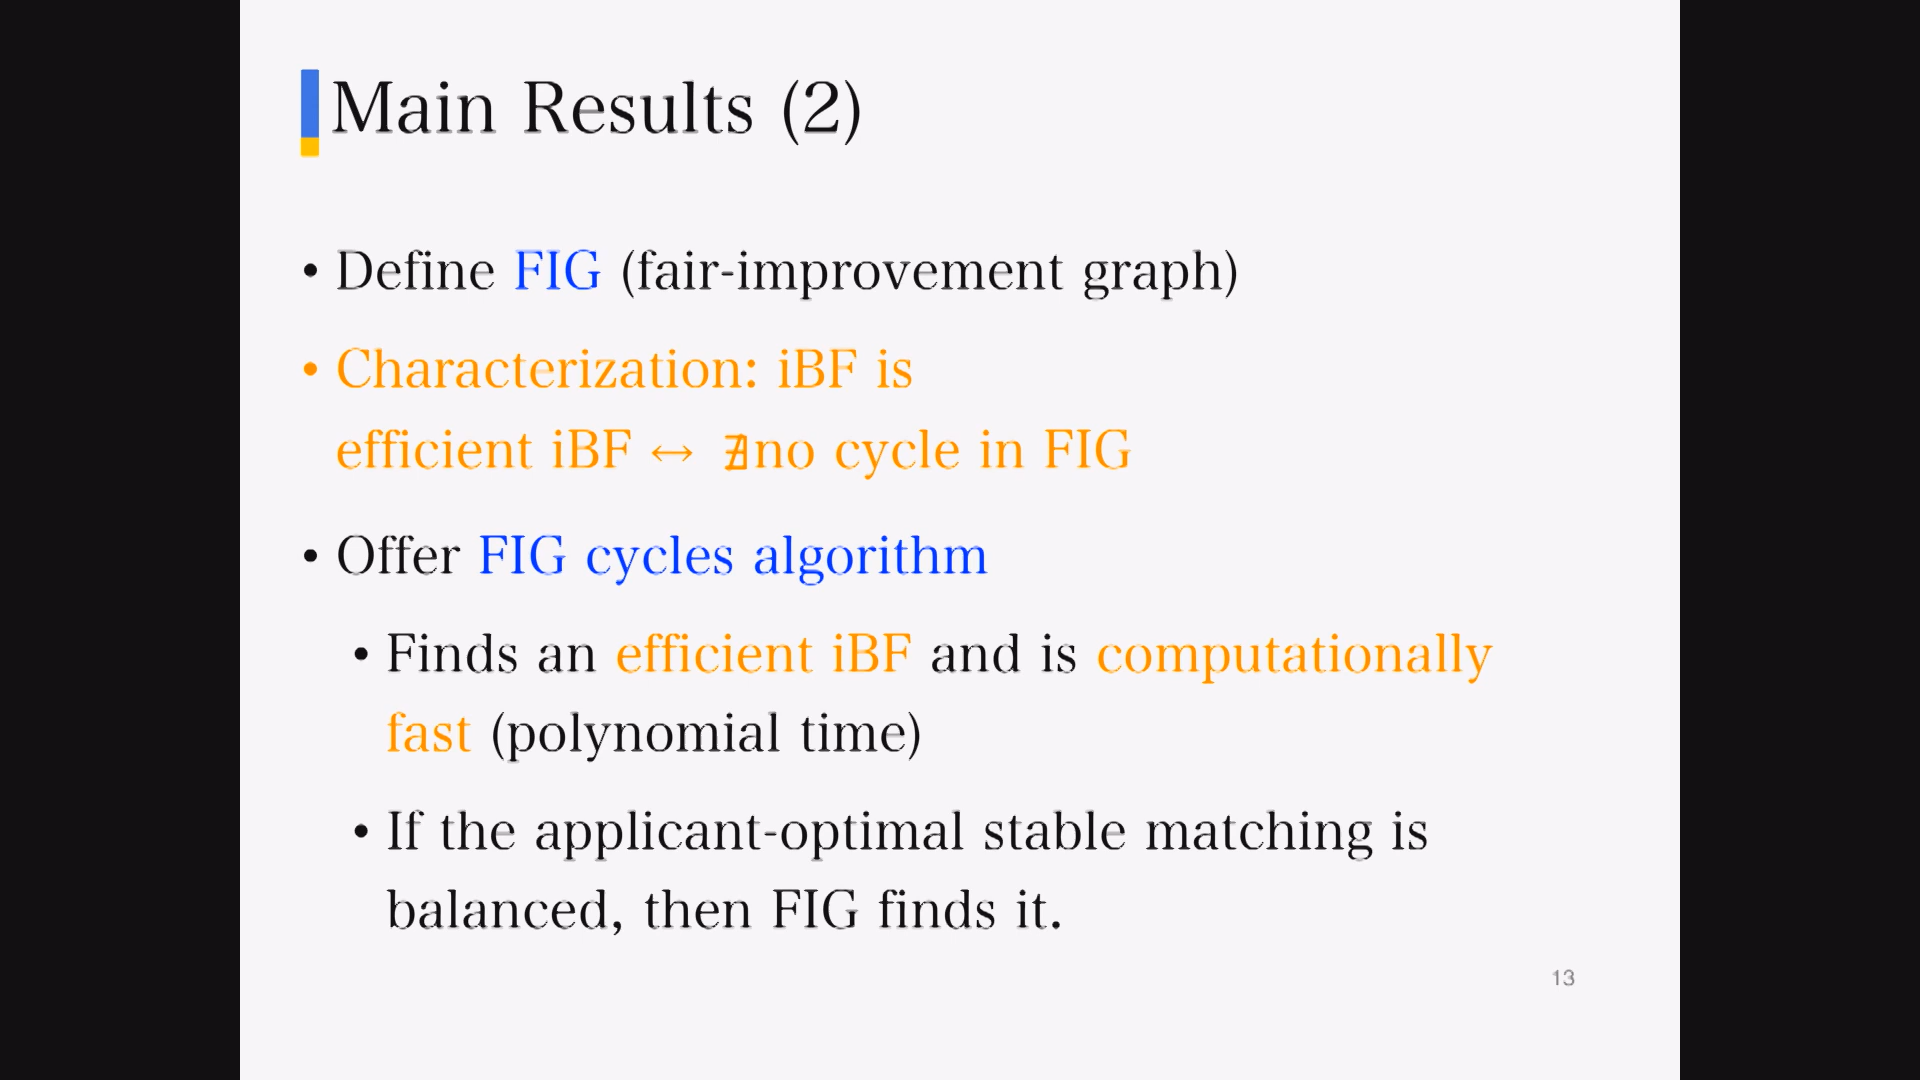 Main Results (2)
• Define FIG (fair-improvement graph)
• Characterization: iBF is
efficient iBF ↔ ∄no cycle in FIG
• Offer FIG cycles algorithm
• Finds an efficient iBF and is computationally
fast (polynomial time)
• If the applicant-optimal stable matching is
balanced, then FIG finds it.
13